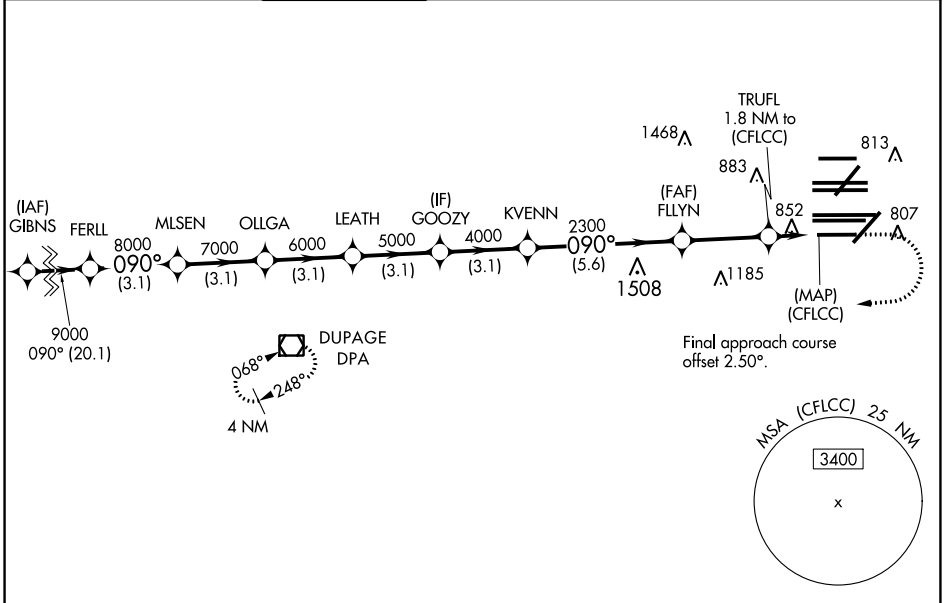 TRUFL
1.8 NM to
(CFLCC)
1468
813
883
(FAF)
FLLYN
(IAF)
GIBNS
FERLL
MLSEN
OLLGA
LEATH
(IF)
GOOZY
KVENN
852
807
8000
090°
(3.1)
7000
(3.1)
6000
(3.1)
5000
(3.1)
4000
(3.1)
2300
090°
(5.6)
1508
1185
9000
090° (20.1)
(MAP)
(CFLCC)
DUPAGE
DPA
068°
248°
4 NM
Final approach course
offset 2.50°.
MSA (CFLCC) 25 NM
3400
x